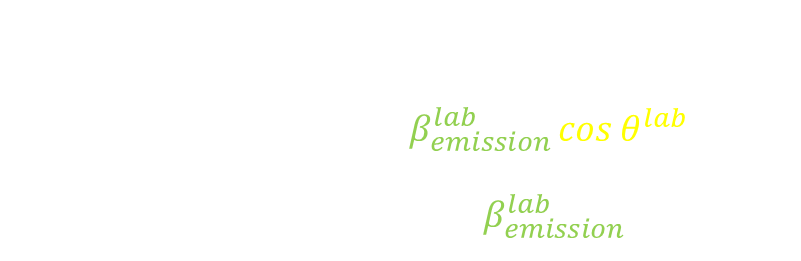 β^{lab}_{emission} cos θ^{lab}
β^{lab}_{emission}